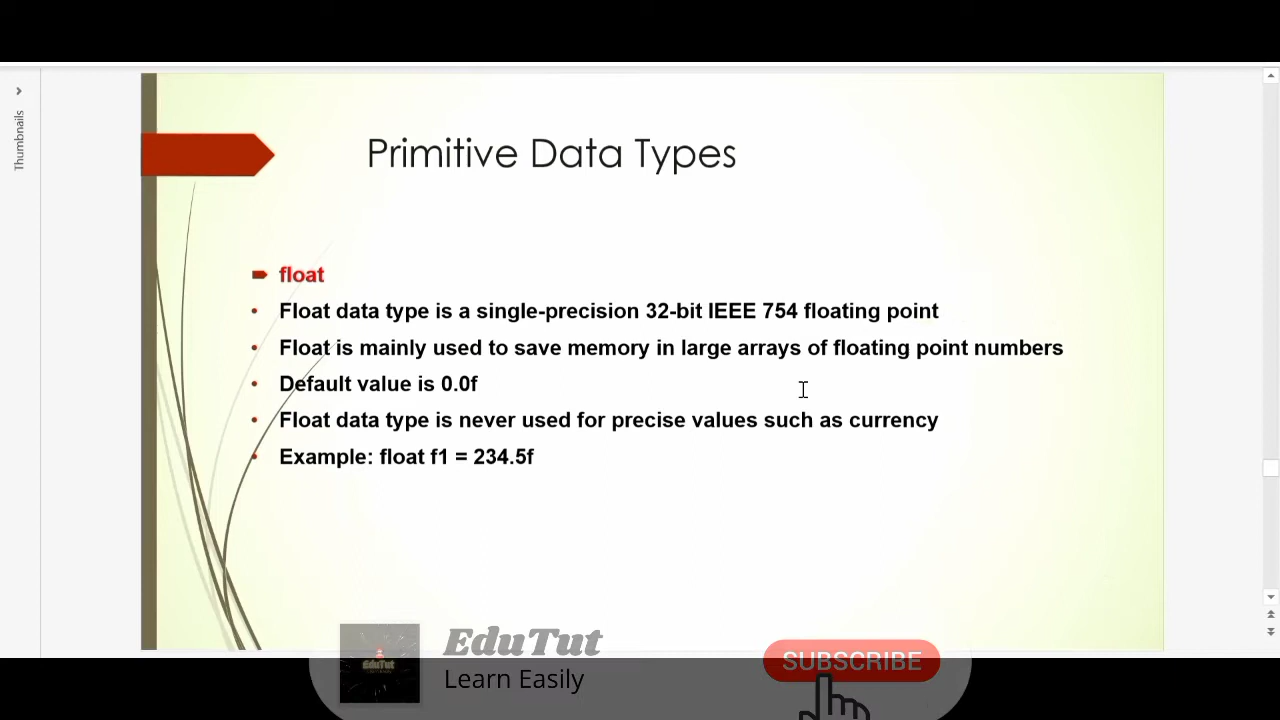 Thumbnails
Primitive Data Types
float
Float data type is a single-precision 32-bit IEEE 754 floating point
Float is mainly used to save memory in large arrays of floating point numbers
Default value is 0.0f
Float data type is never used for precise values such as currency
Example: float f1 = 234.5f
EduTut
EduTut
Learn Easily
SUBSCRIBE